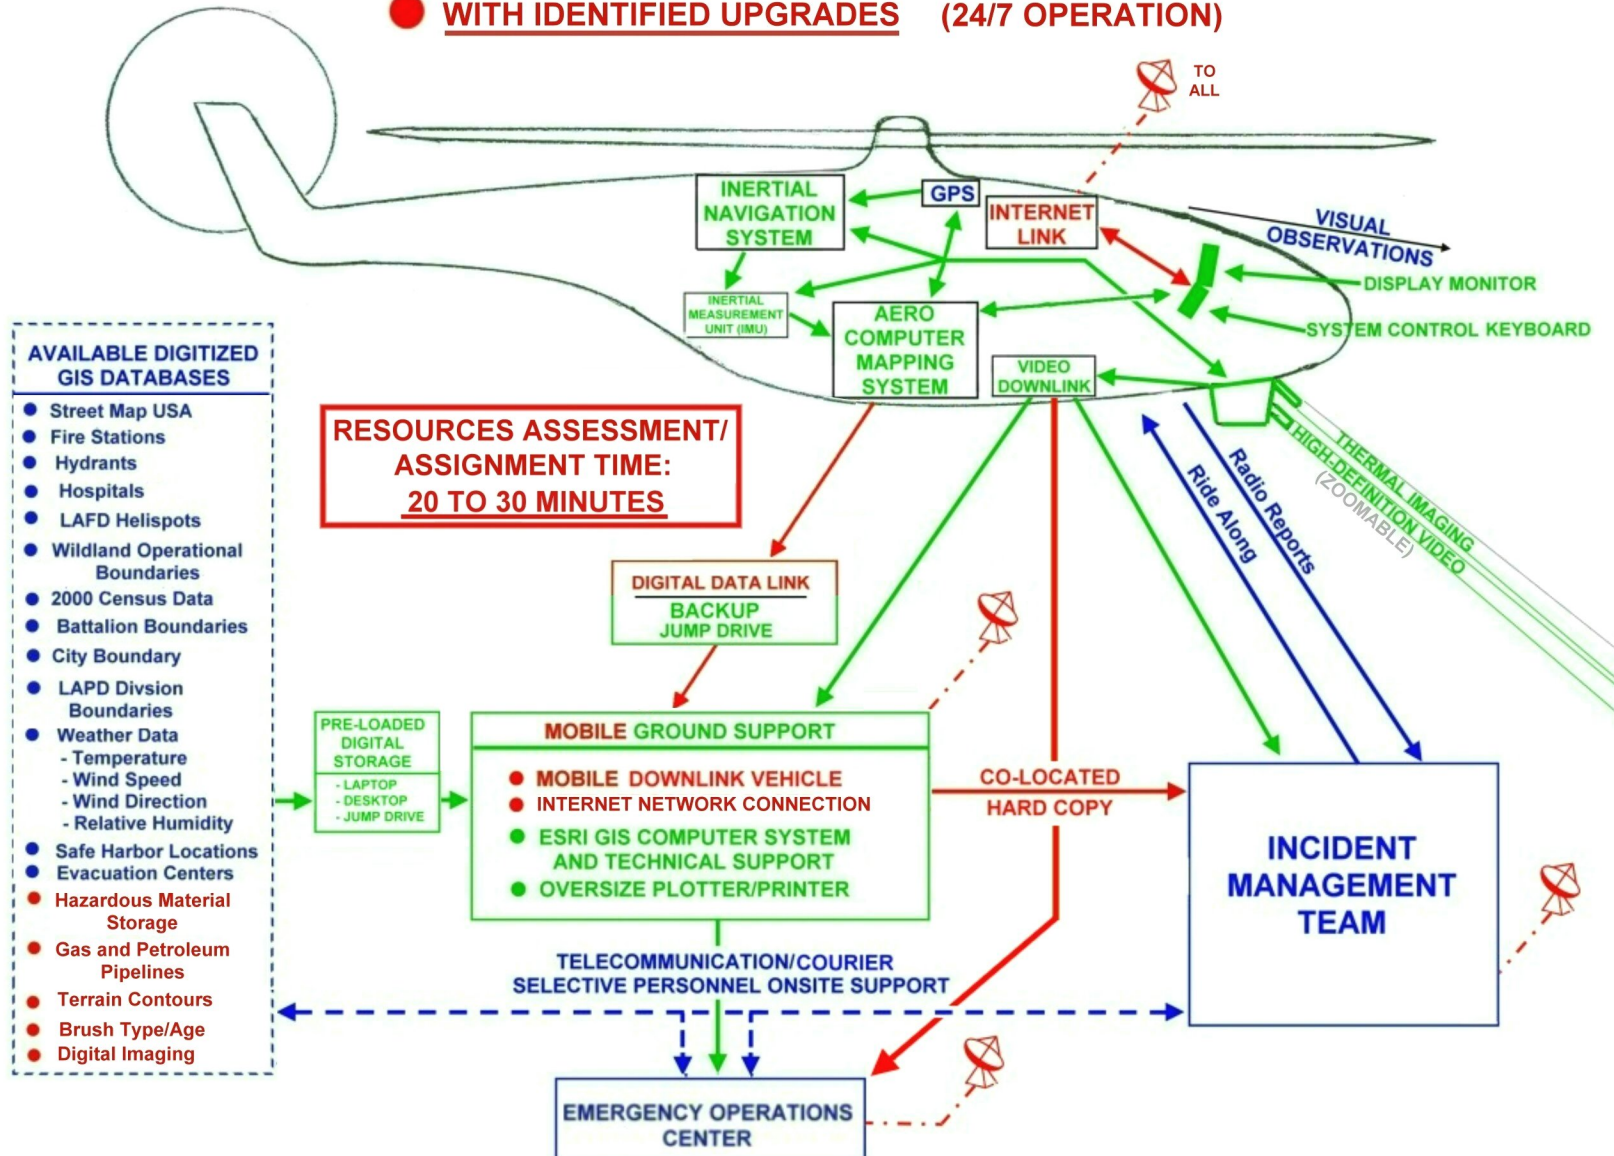 WITH IDENTIFIED UPGRADES (24/7 OPERATION)
TO
ALL
INERTIAL
NAVIGATION
SYSTEM
GPS
INTERNET
LINK
VISUAL
OBSERVATIONS
DISPLAY MONITOR
SYSTEM CONTROL KEYBOARD
INERTIAL
MEASUREMENT
UNIT (IMU)
AERO
COMPUTER
MAPPING
SYSTEM
VIDEO
DOWNLINK
THERMAL IMAGING
HIGH-DEFINITION VIDEO
(ZOOMABLE)
Radio Reports
Ride Along
AVAILABLE DIGITIZED
GIS DATABASES
Street Map USA
Fire Stations
Hydrants
Hospitals
LAFD Helispots
Wildland Operational
Boundaries
2000 Census Data
Battalion Boundaries
City Boundary
LAPD Divsion
Boundaries
Weather Data
- Temperature
- Wind Speed
- Wind Direction
- Relative Humidity
Safe Harbor Locations
Evacuation Centers
Hazardous Material
Storage
Gas and Petroleum
Pipelines
Terrain Contours
Brush Type/Age
Digital Imaging
RESOURCES ASSESSMENT/
ASSIGNMENT TIME:
20 TO 30 MINUTES
DIGITAL DATA LINK
BACKUP
JUMP DRIVE
PRE-LOADED
DIGITAL
STORAGE
- LAPTOP
- DESKTOP
- JUMP DRIVE
MOBILE GROUND SUPPORT
MOBILE DOWNLINK VEHICLE
INTERNET NETWORK CONNECTION
ESRI GIS COMPUTER SYSTEM
AND TECHNICAL SUPPORT
OVERSIZE PLOTTER/PRINTER
CO-LOCATED
HARD COPY
INCIDENT
MANAGEMENT
TEAM
TELECOMMUNICATION/COURIER
SELECTIVE PERSONNEL ONSITE SUPPORT
EMERGENCY OPERATIONS
CENTER